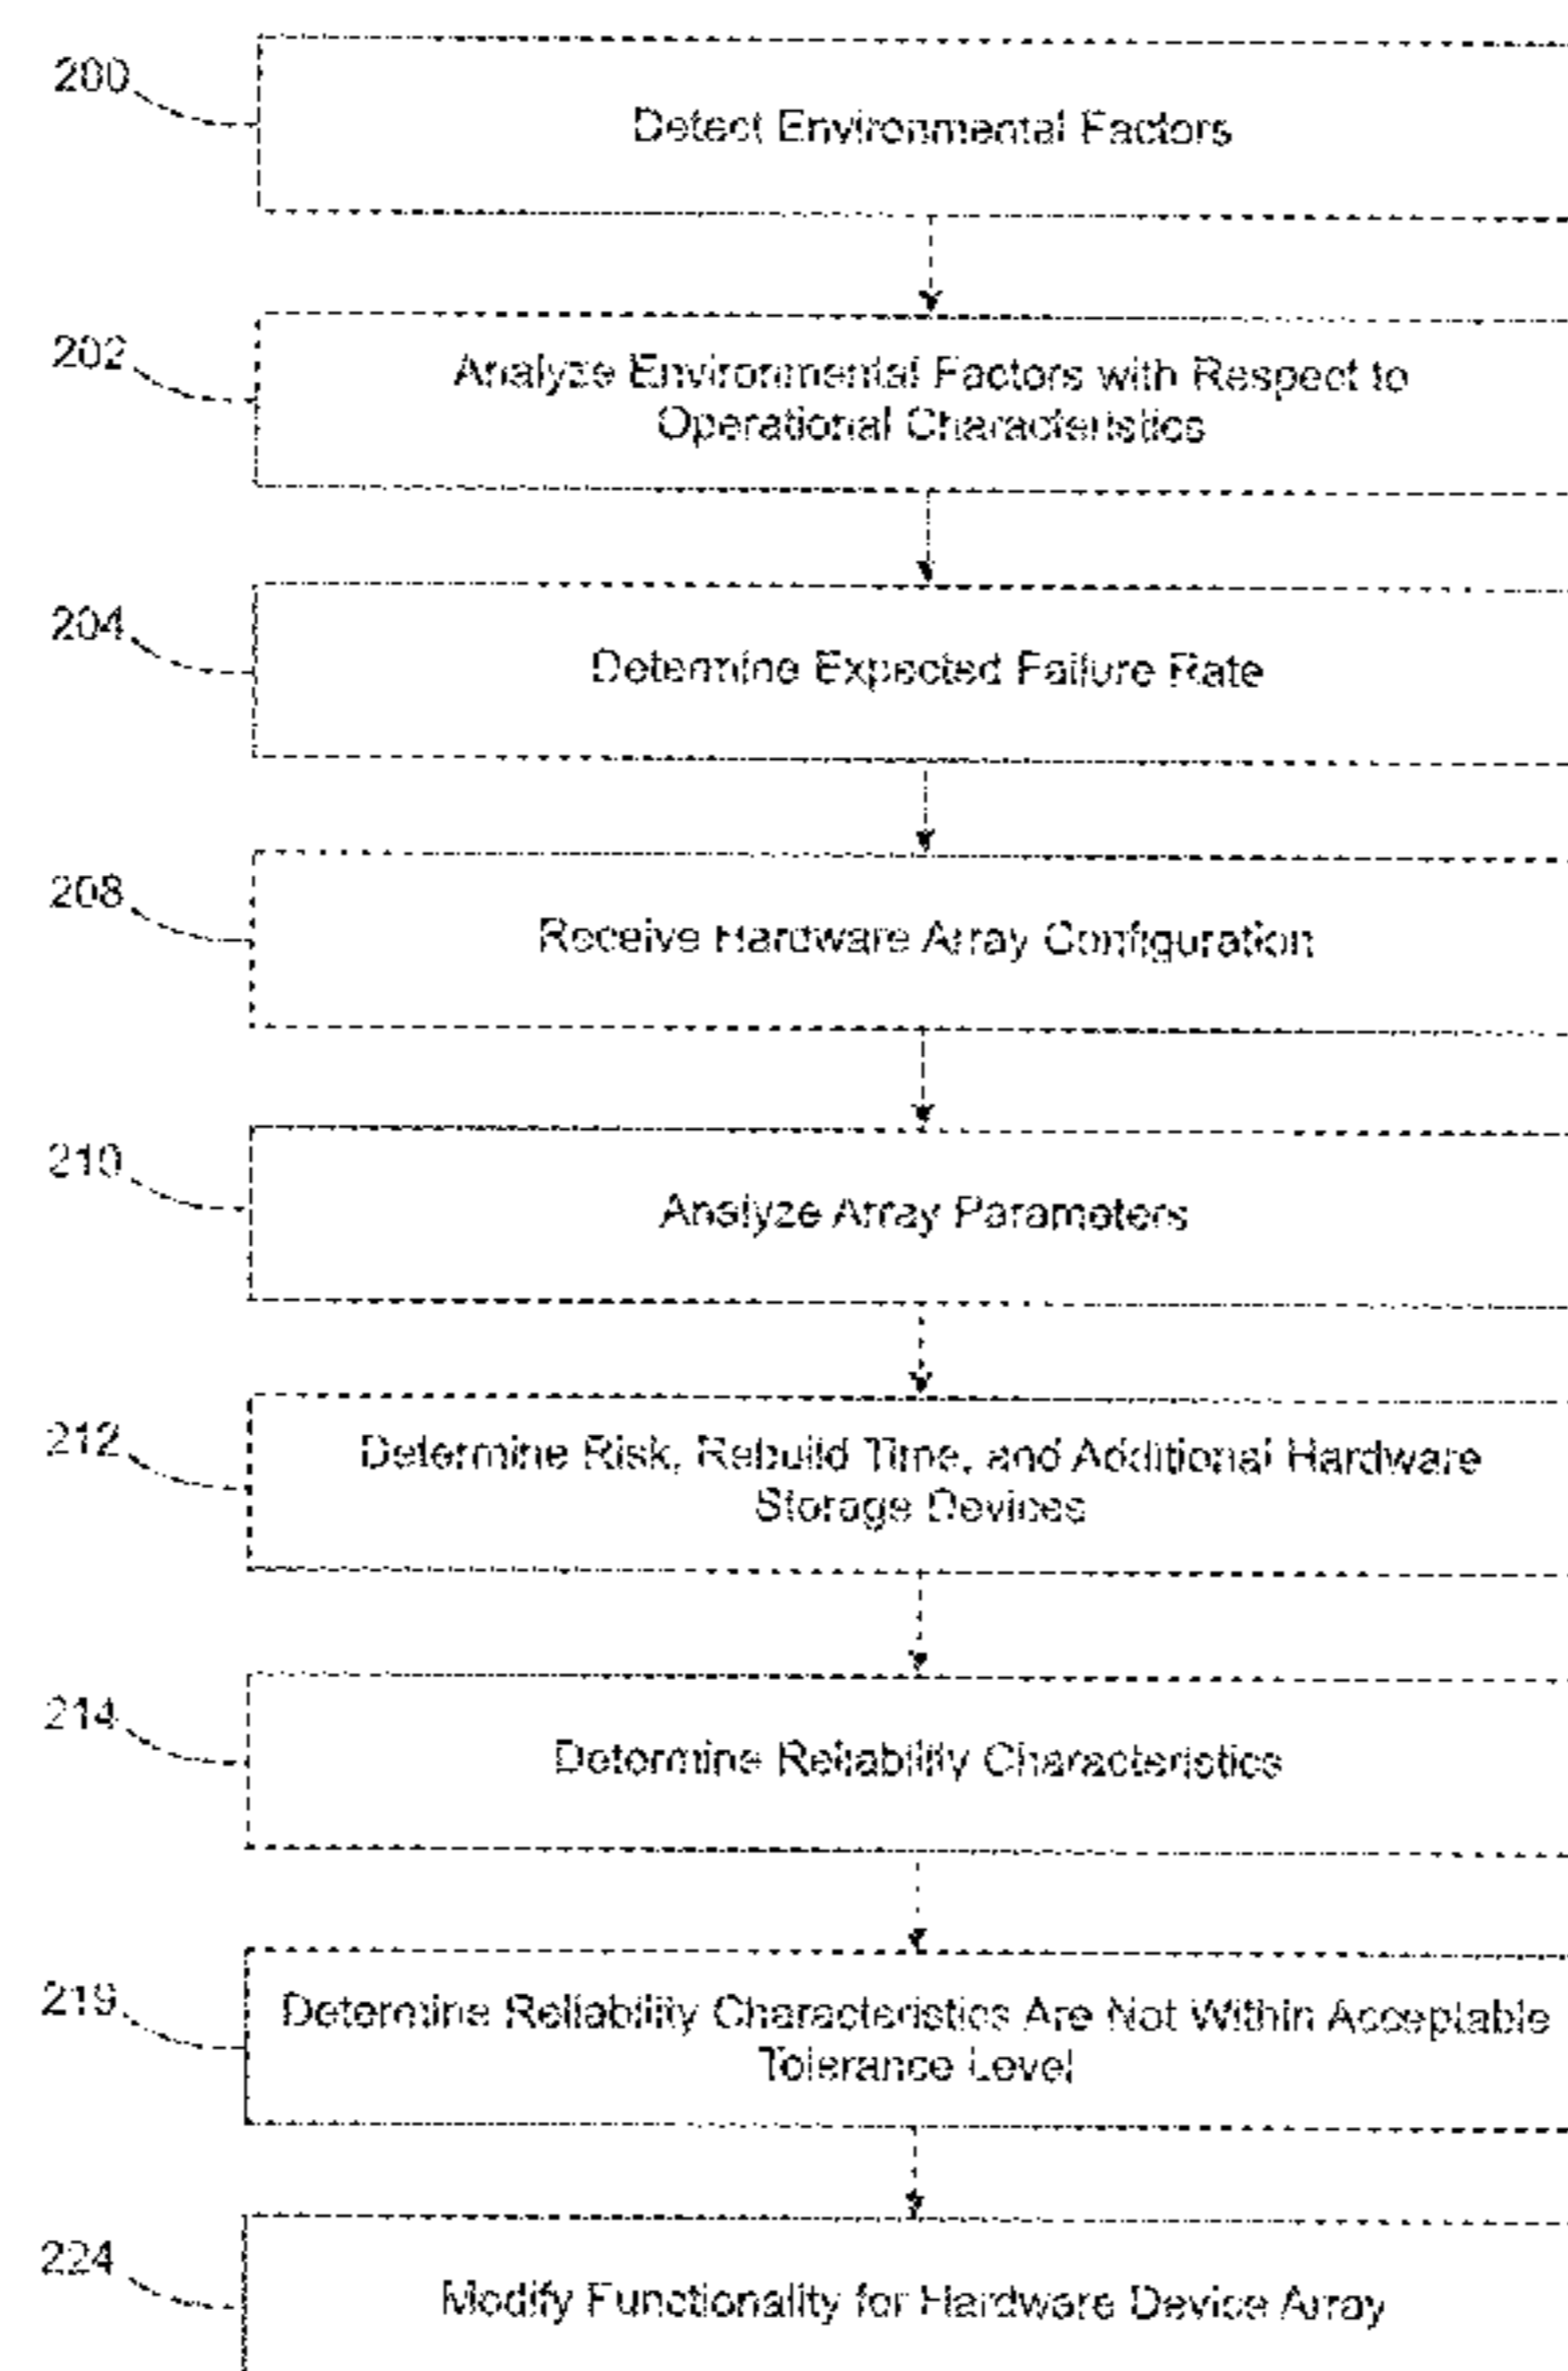 200
Detect Environmental Factors
202
Analyze Environmental Factors with Respect to
Operational Characteristics
204
Determine Expected Failure Rate
208
Receive Hardware Array Configuration
210
Analyze Array Parameters
212
Determine Risk, Rebuild Time, and Additional Hardware
Storage Devices
214
Determine Reliability Characteristics
219
Determine Reliability Characteristics Are Not Within Acceptable
Tolerance Level
224
Modify Functionality for Hardware Device Array